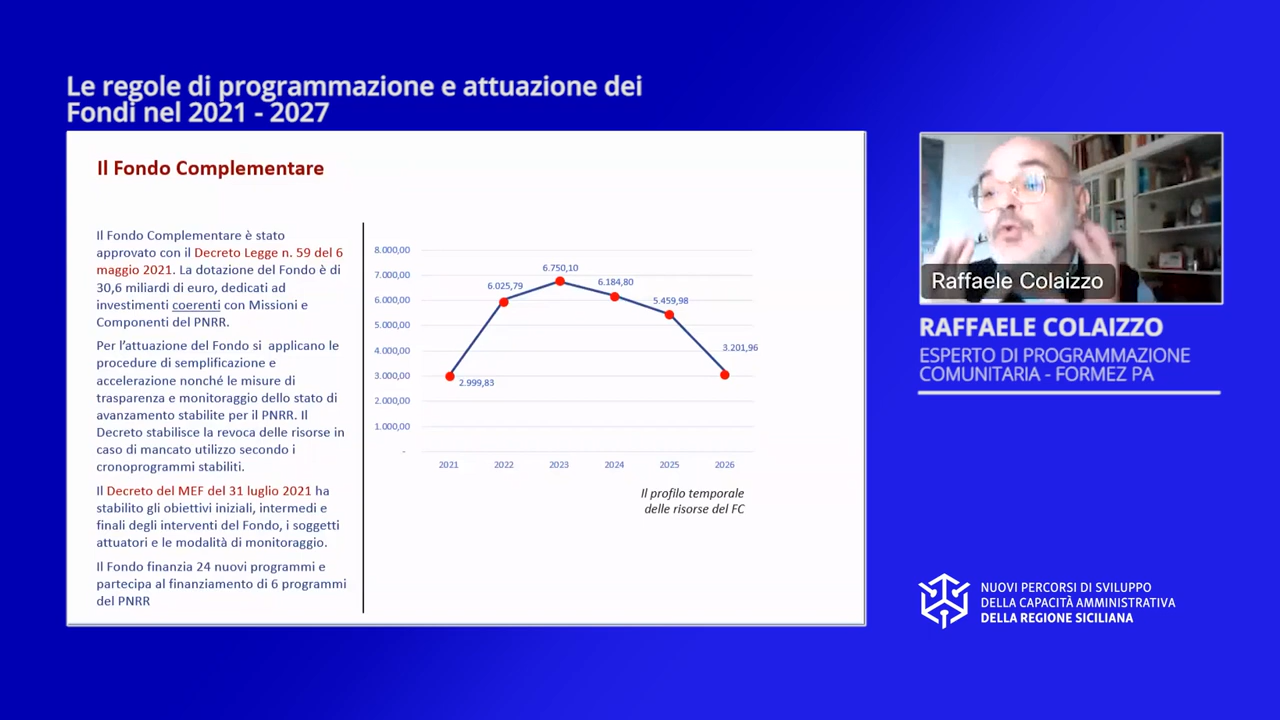 Le regole di programmazione e attuazione dei
Fondi nel 2021 - 2027
Il Fondo Complementare
Il Fondo Complementare è stato
approvato con il Decreto Legge n. 59 del 6
maggio 2021. La dotazione del Fondo è di
30,6 miliardi di euro, dedicati ad
investimenti coerenti con Missioni e
Componenti del PNRR.
Per l’attuazione del Fondo si applicano le
procedure di semplificazione e
accelerazione nonché le misure di
trasparenza e monitoraggio dello stato di
avanzamento stabilite per il PNRR. Il
Decreto stabilisce la revoca delle risorse in
caso di mancato utilizzo secondo i
cronoprogrammi stabiliti.
Il Decreto del MEF del 31 luglio 2021 ha
stabilito gli obiettivi iniziali, intermedi e
finali degli interventi del Fondo, i soggetti
attuatori e le modalità di monitoraggio.
Il Fondo finanzia 24 nuovi programmi e
partecipa al finanziamento di 6 programmi
del PNRR
8.000,00
7.000,00
6.000,00
5.000,00
4.000,00
3.000,00
2.000,00
1.000,00
-
2.999,83
6.025,79
6.750,10
6.184,80
5.459,98
3.201,96
2021 2022 2023 2024 2025 2026
Il profilo temporale
delle risorse del FC
Raffaele Colaizzo
RAFFAELE COLAIZZO
ESPERTO DI PROGRAMMAZIONE
COMUNITARIA - FORMEZ PA
NUOVI PERCORSI DI SVILUPPO
DELLA CAPACITÀ AMMINISTRATIVA
DELLA REGIONE SICILIANA